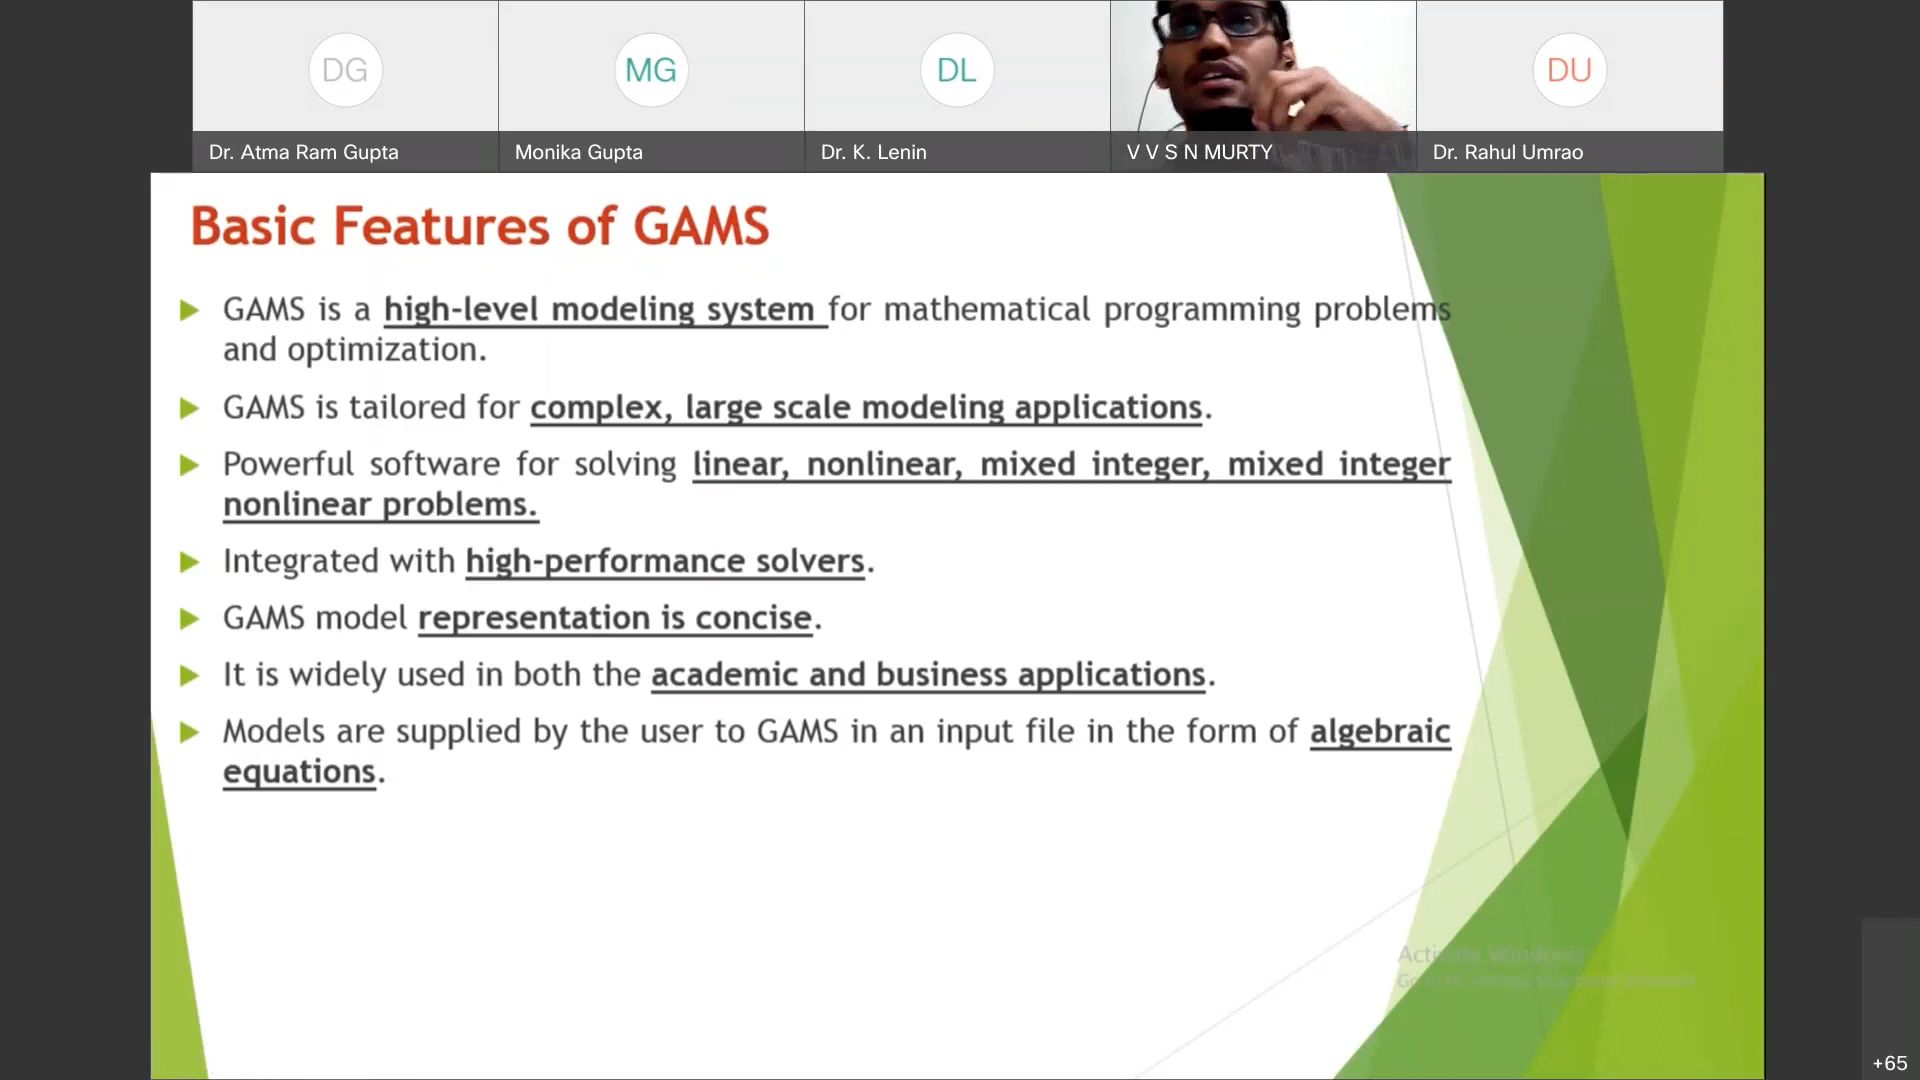 DG
MG
DL
DU
Dr. Atma Ram Gupta
Monika Gupta
Dr. K. Lenin
V V S N MURTY
Dr. Rahul Umrao
Basic Features of GAMS
GAMS is a high-level modeling system for mathematical programming problems
and optimization.
GAMS is tailored for complex, large scale modeling applications.
Powerful software for solving linear, nonlinear, mixed integer, mixed integer
nonlinear problems.
Integrated with high-performance solvers.
GAMS model representation is concise.
It is widely used in both the academic and business applications.
Models are supplied by the user to GAMS in an input file in the form of algebraic
equations.
Activate Windows
+65